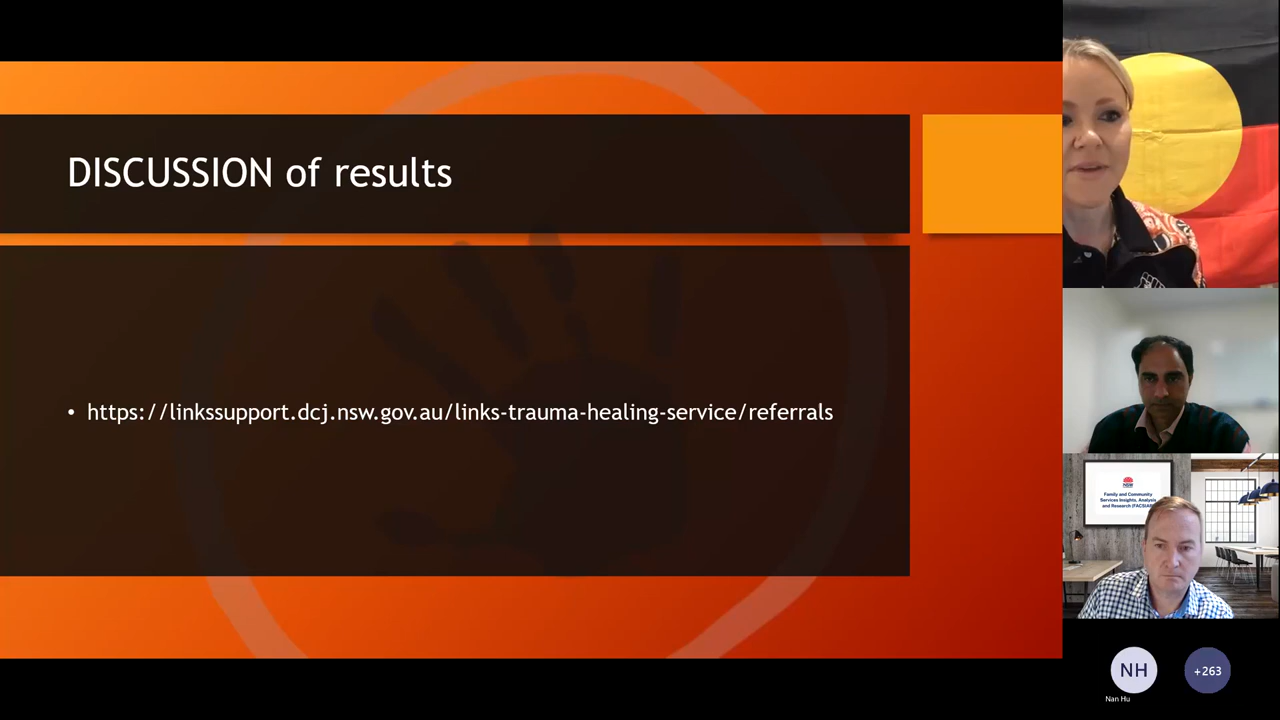 DISCUSSION of results
• https://linkssupport.dcj.nsw.gov.au/links-trauma-healing-service/referrals
NSW
Family and Community
Services Insights, Analysis
and Research (FACSIAR)
NH
+263
Nan Hu